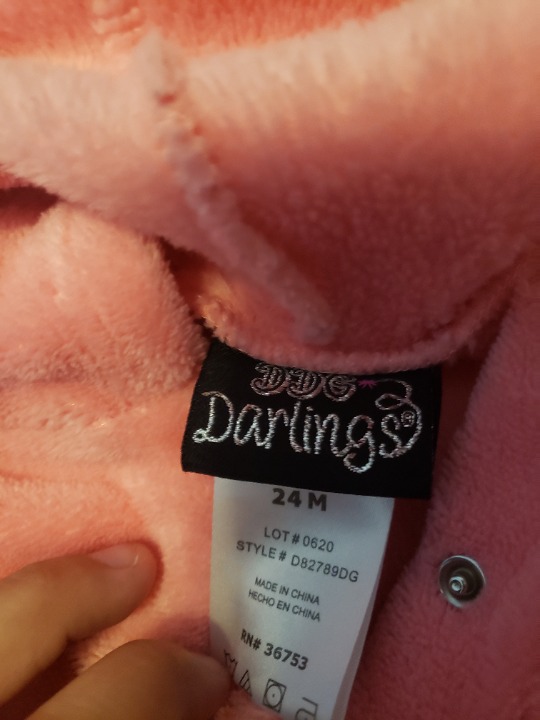 DDG
Darlings®
24 M
LOT # 0620
STYLE # D82789DG
MADE IN CHINA
HECHO EN CHINA
RN# 36753